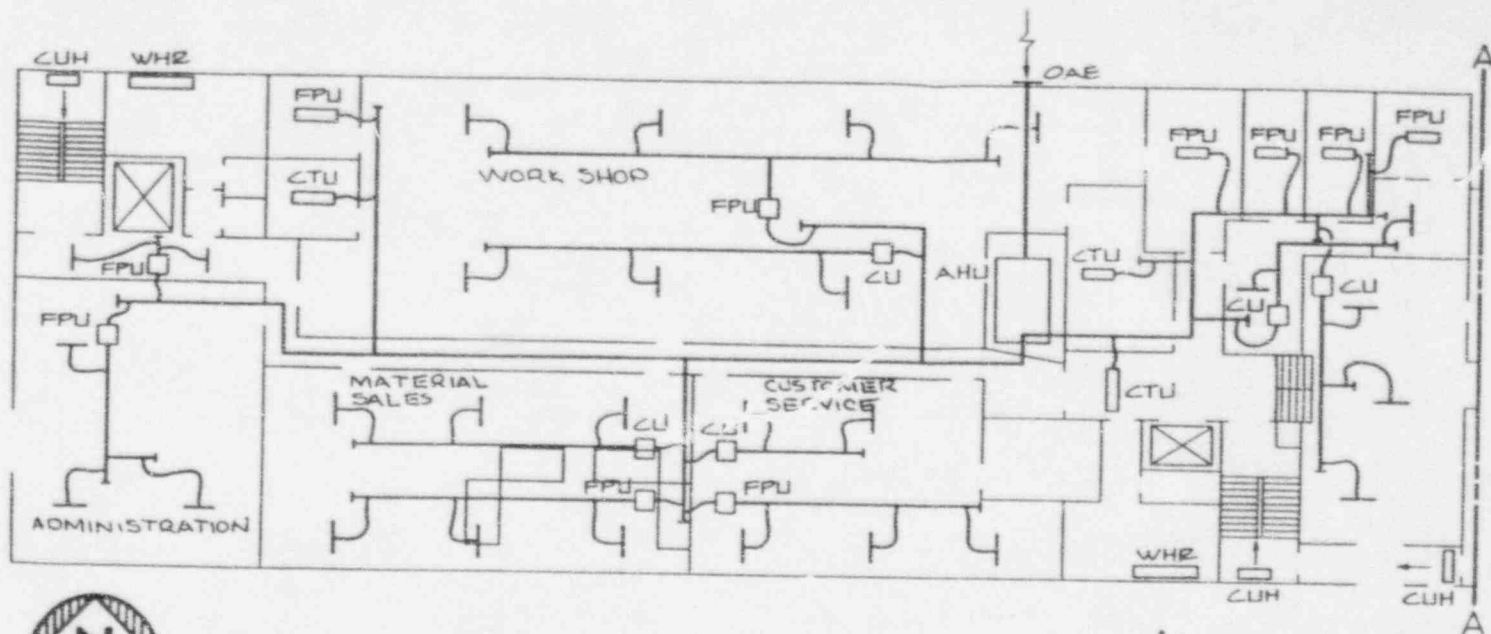 CUH
WHR
OAE
A
FPU
FPU
FPU
FPU
FPU
CTU
WORK SHOP
FPU
FPU
CU
AHU
CTU
CU
CU
FPU
MATERIAL
SALES
CUSTOMER
SERVICE
CTU
CU
CU
FPU
FPU
ADMINISTRATION
WHR
CUH
CUH
A
N